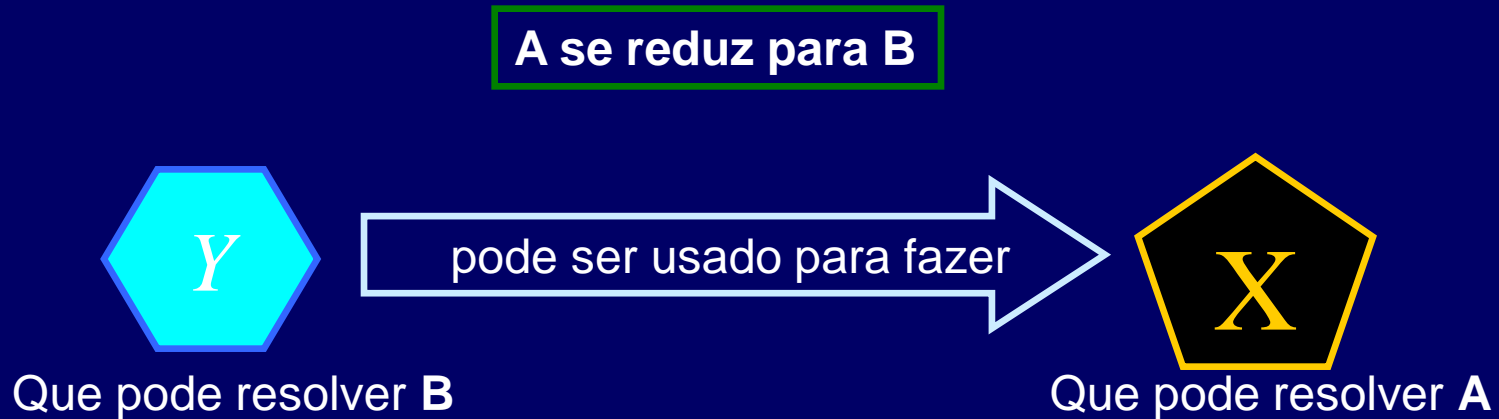 A se reduz para B
Y
pode ser usado para fazer
X
Que pode resolver B
Que pode resolver A